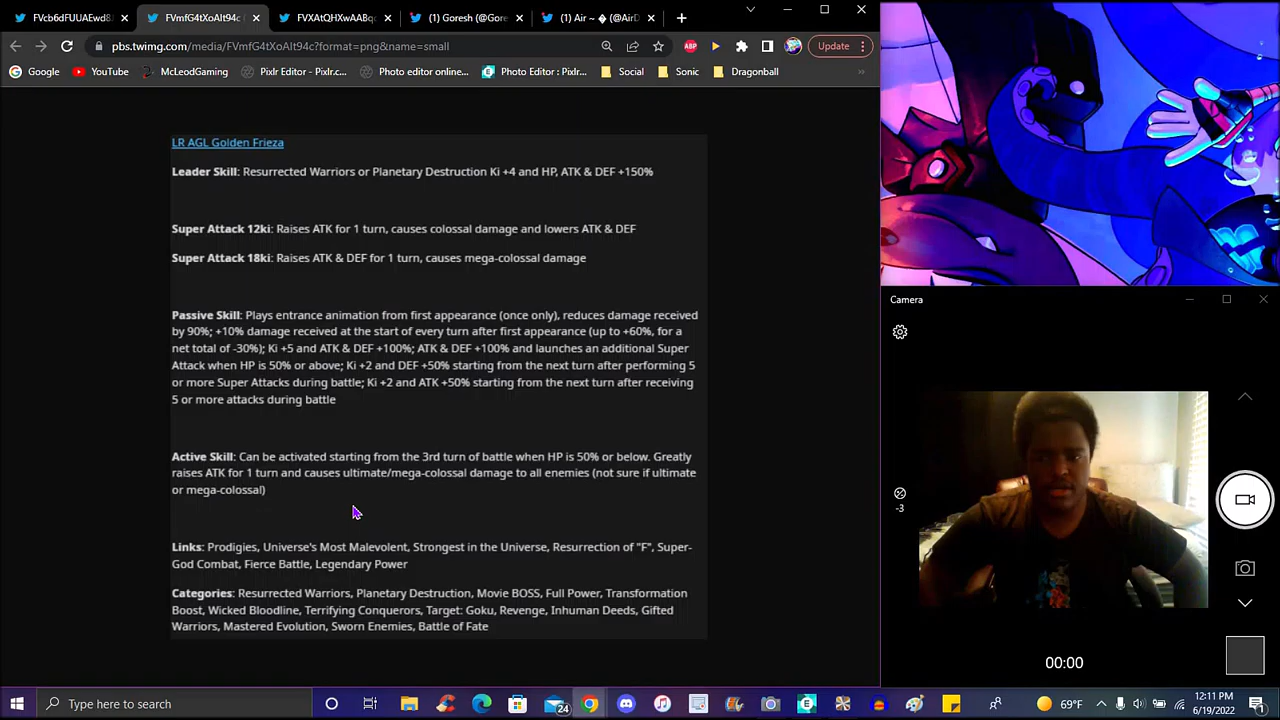 FVcb6dFUUAEwd8
FVmfG4tXoAIt94c
FVXAtQHXwAABq
(1) Goresh (@Gore
(1) Air ~ � (@AirD
pbs.twimg.com/media/FVmfG4tXoAIt94c?format=png&name=small
ABP
Update
Google
YouTube
McLeodGaming
Pixlr Editor - Pixlr.c...
Photo editor online...
Photo Editor : Pixlr...
Social
Sonic
Dragonball
LR AGL Golden Frieza
Leader Skill: Resurrected Warriors or Planetary Destruction Ki +4 and HP, ATK & DEF +150%
Super Attack 12ki: Raises ATK for 1 turn, causes colossal damage and lowers ATK & DEF
Super Attack 18ki: Raises ATK & DEF for 1 turn, causes mega-colossal damage
Passive Skill: Plays entrance animation from first appearance (once only), reduces damage received
by 90%; +10% damage received at the start of every turn after first appearance (up to +60%, for a
net total of -30%); Ki +5 and ATK & DEF +100%; ATK & DEF +100% and launches an additional Super
Attack when HP is 50% or above; Ki +2 and DEF +50% starting from the next turn after performing 5
or more Super Attacks during battle; Ki +2 and ATK +50% starting from the next turn after receiving
5 or more attacks during battle
Active Skill: Can be activated starting from the 3rd turn of battle when HP is 50% or below. Greatly
raises ATK for 1 turn and causes ultimate/mega-colossal damage to all enemies (not sure if ultimate
or mega-colossal)
Links: Prodigies, Universe's Most Malevolent, Strongest in the Universe, Resurrection of "F", Super-
God Combat, Fierce Battle, Legendary Power
Categories: Resurrected Warriors, Planetary Destruction, Movie BOSS, Full Power, Transformation
Boost, Wicked Bloodline, Terrifying Conquerors, Target: Goku, Revenge, Inhuman Deeds, Gifted
Warriors, Mastered Evolution, Sworn Enemies, Battle of Fate
Camera
-3
00:00
Type here to search
24
69°F
12:11 PM
6/19/2022